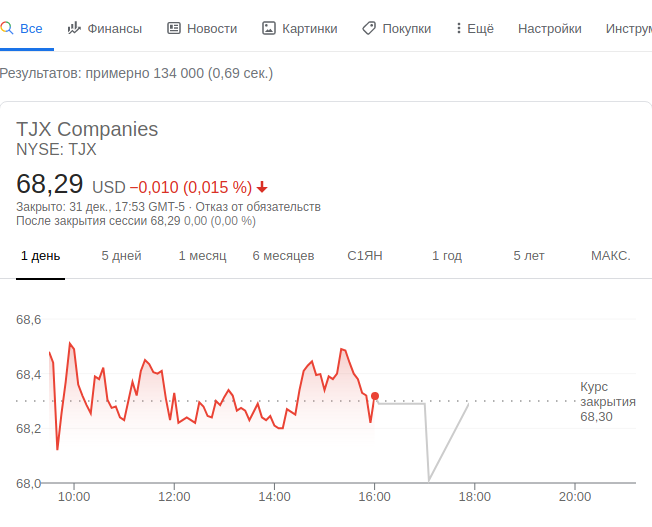 Все Финансы Новости Картинки Покупки Ещё Настройки Инструм
Результатов: примерно 134 000 (0,69 сек.)
TJX Companies
NYSE: TJX
68,29 USD −0,010 (0,015 %)
Закрыто: 31 дек., 17:53 GMT-5 · Отказ от обязательств
После закрытия сессии 68,29 0,00 (0,00 %)
1 день 5 дней 1 месяц 6 месяцев С1ЯН 1 год 5 лет МАКС.
68,6
68,4
Курс
закрытия
68,30
68,2
68,0
10:00 12:00 14:00 16:00 18:00 20:00